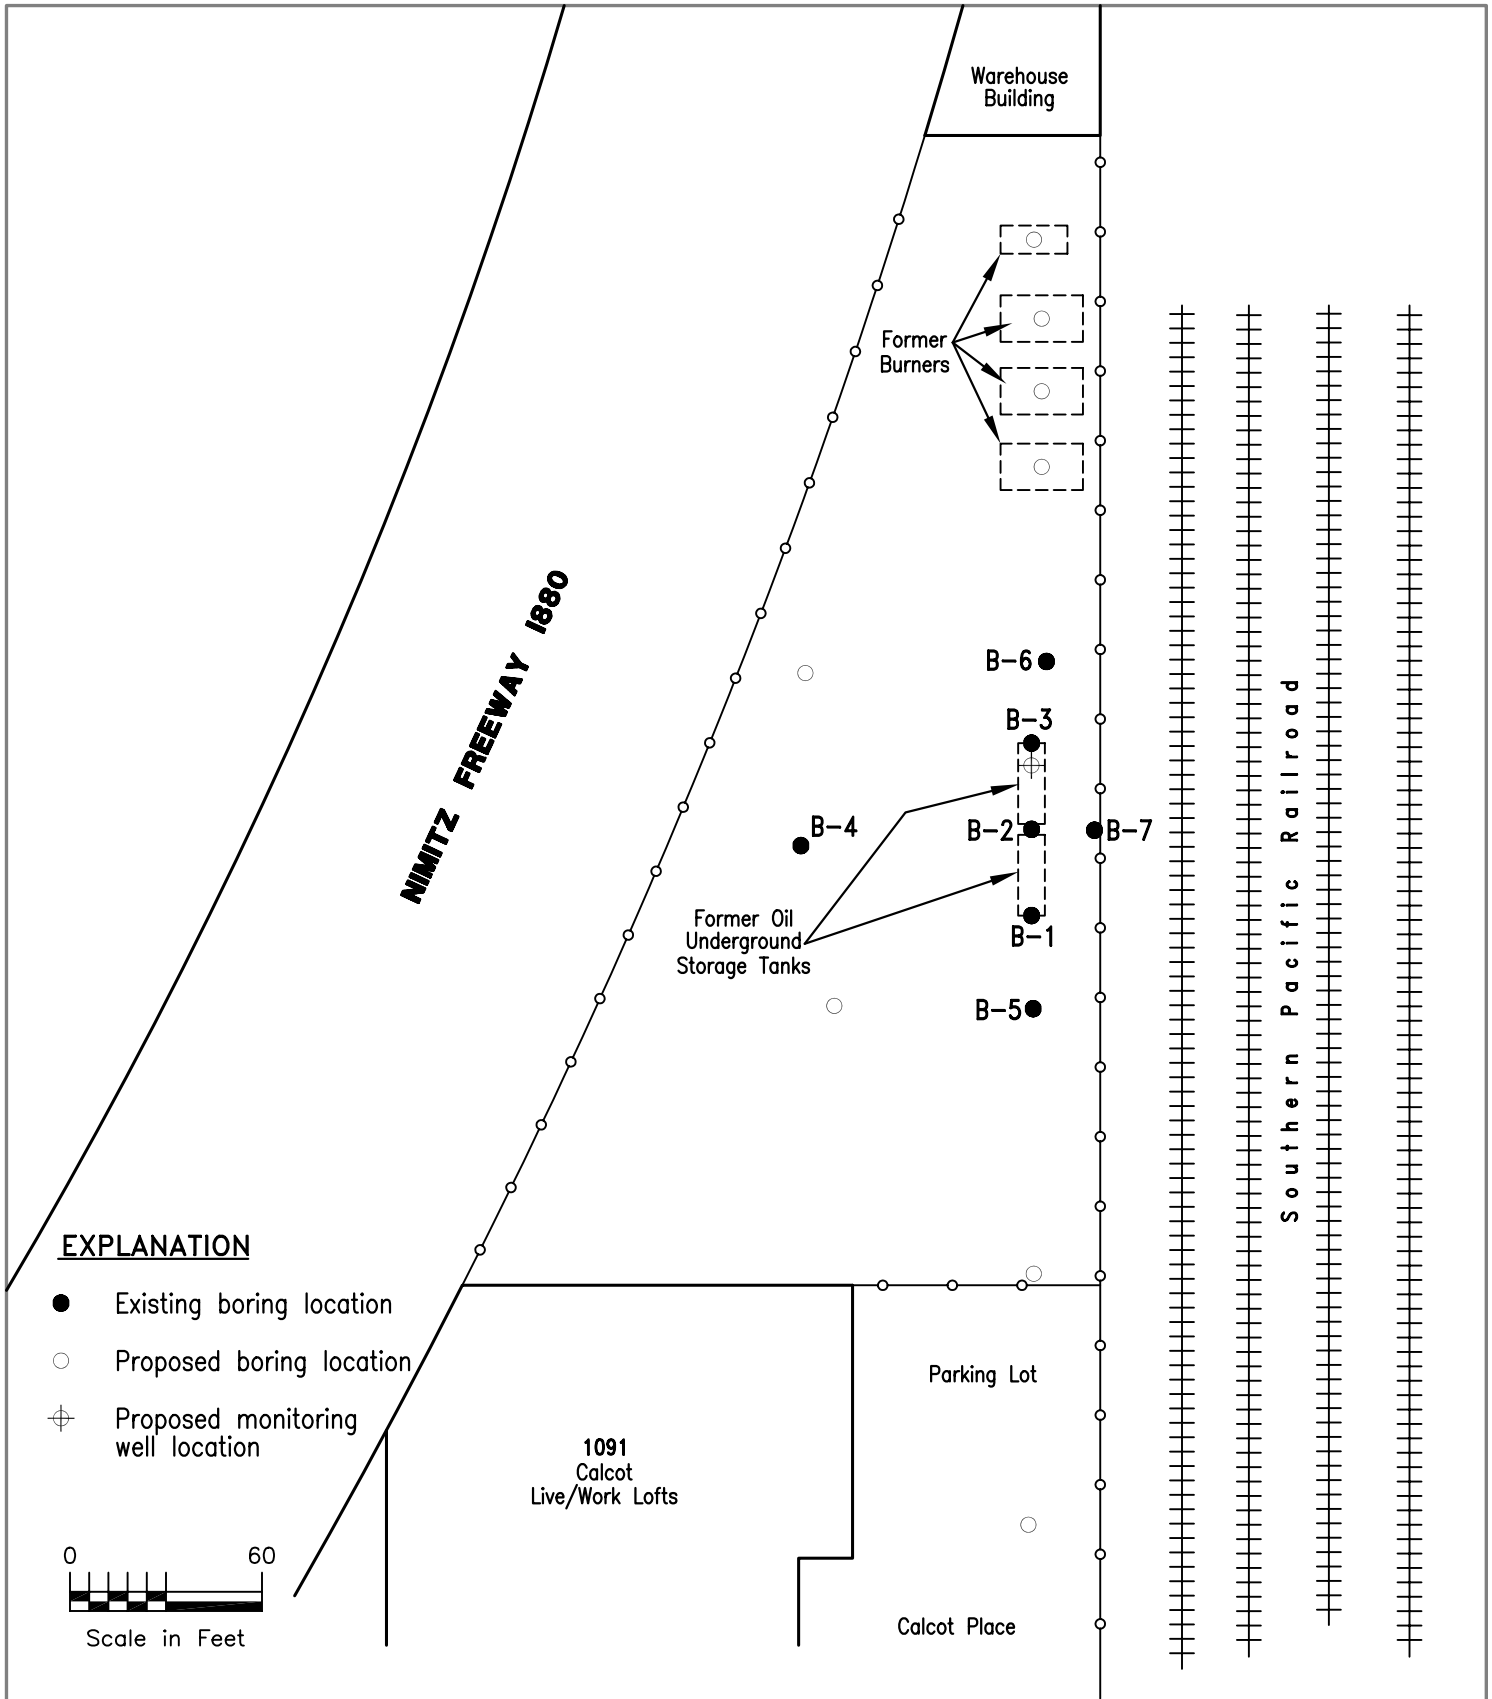 Warehouse
Building
Former
Burners
NIMITZ FREEWAY I880
B-6
B-3
B-4
B-2
B-7
Former Oil
Underground
Storage Tanks
B-1
B-5
Southern Pacific Railroad
EXPLANATION
Existing boring location
Proposed boring location
Proposed monitoring
well location
Parking Lot
1091
Calcot
Live/Work Lofts
0 60
Scale in Feet
Calcot Place